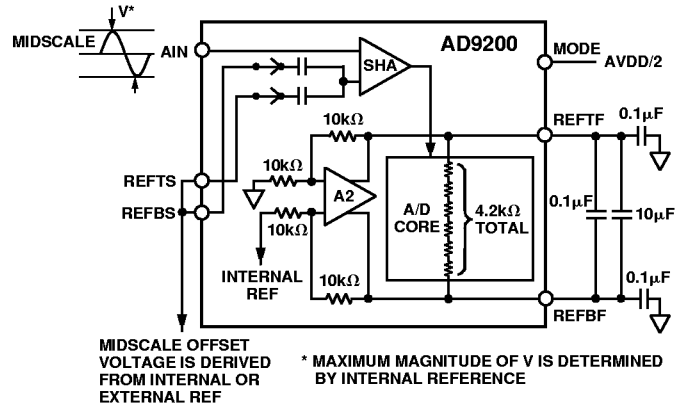 V*
MIDSCALE
AIN
SHA
AD9200
MODE
AVDD/2
0.1µF
REFTF
10kΩ
10kΩ
REFTS
REFBS
A2
A/D
CORE
4.2kΩ
TOTAL
0.1µF
10µF
10kΩ
INTERNAL
REF
10kΩ
0.1µF
REFBF
MIDSCALE OFFSET
VOLTAGE IS DERIVED
FROM INTERNAL OR
EXTERNAL REF
* MAXIMUM MAGNITUDE OF V IS DETERMINED
BY INTERNAL REFERENCE